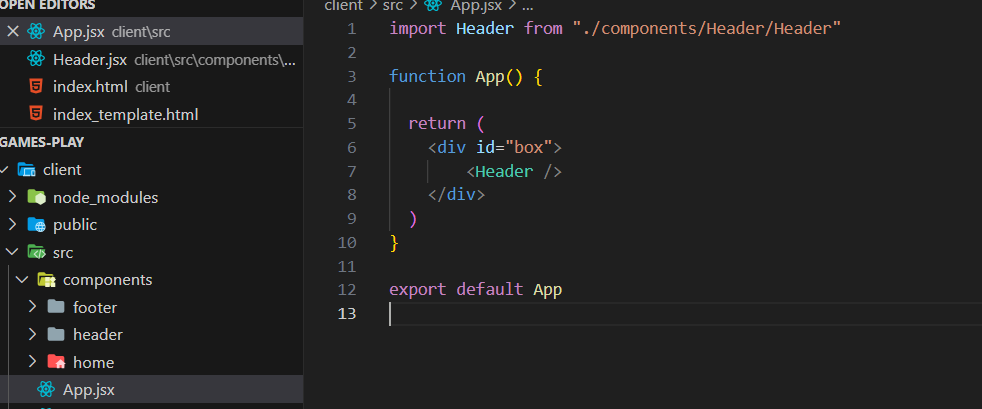 OPEN EDITORS
App.jsx client\src
Header.jsx client\src\components\...
index.html client
index_template.html
GAMES-PLAY
client
node_modules
public
src
components
footer
header
home
App.jsx
client > src > App.jsx > ...
1 import Header from "./components/Header/Header"
2
3 function App() {
4
5 return (
6 <div id="box">
7 <Header />
8 </div>
9 )
10 }
11
12 export default App
13